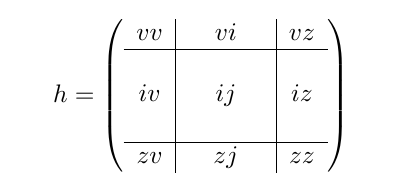 vv vi vz
h = iv ij iz
zv zj zz